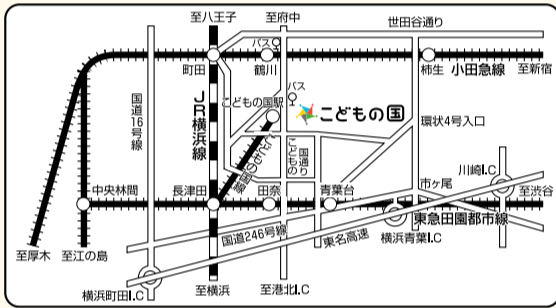 至八王子
至府中
世田谷通り
バス
町田
鶴川
柿生
小田急線
至新宿
国道16号線
JR横浜線
こどもの国駅
バス
こどもの国
環状4号入口
こどもの国線
こどもの国通り
川崎I.C
市ヶ尾
中央林間
長津田
田奈
青葉台
至渋谷
東急田園都市線
国道246号線
東名高速
横浜青葉I.C
至厚木
至江の島
横浜町田I.C
至横浜
至港北I.C